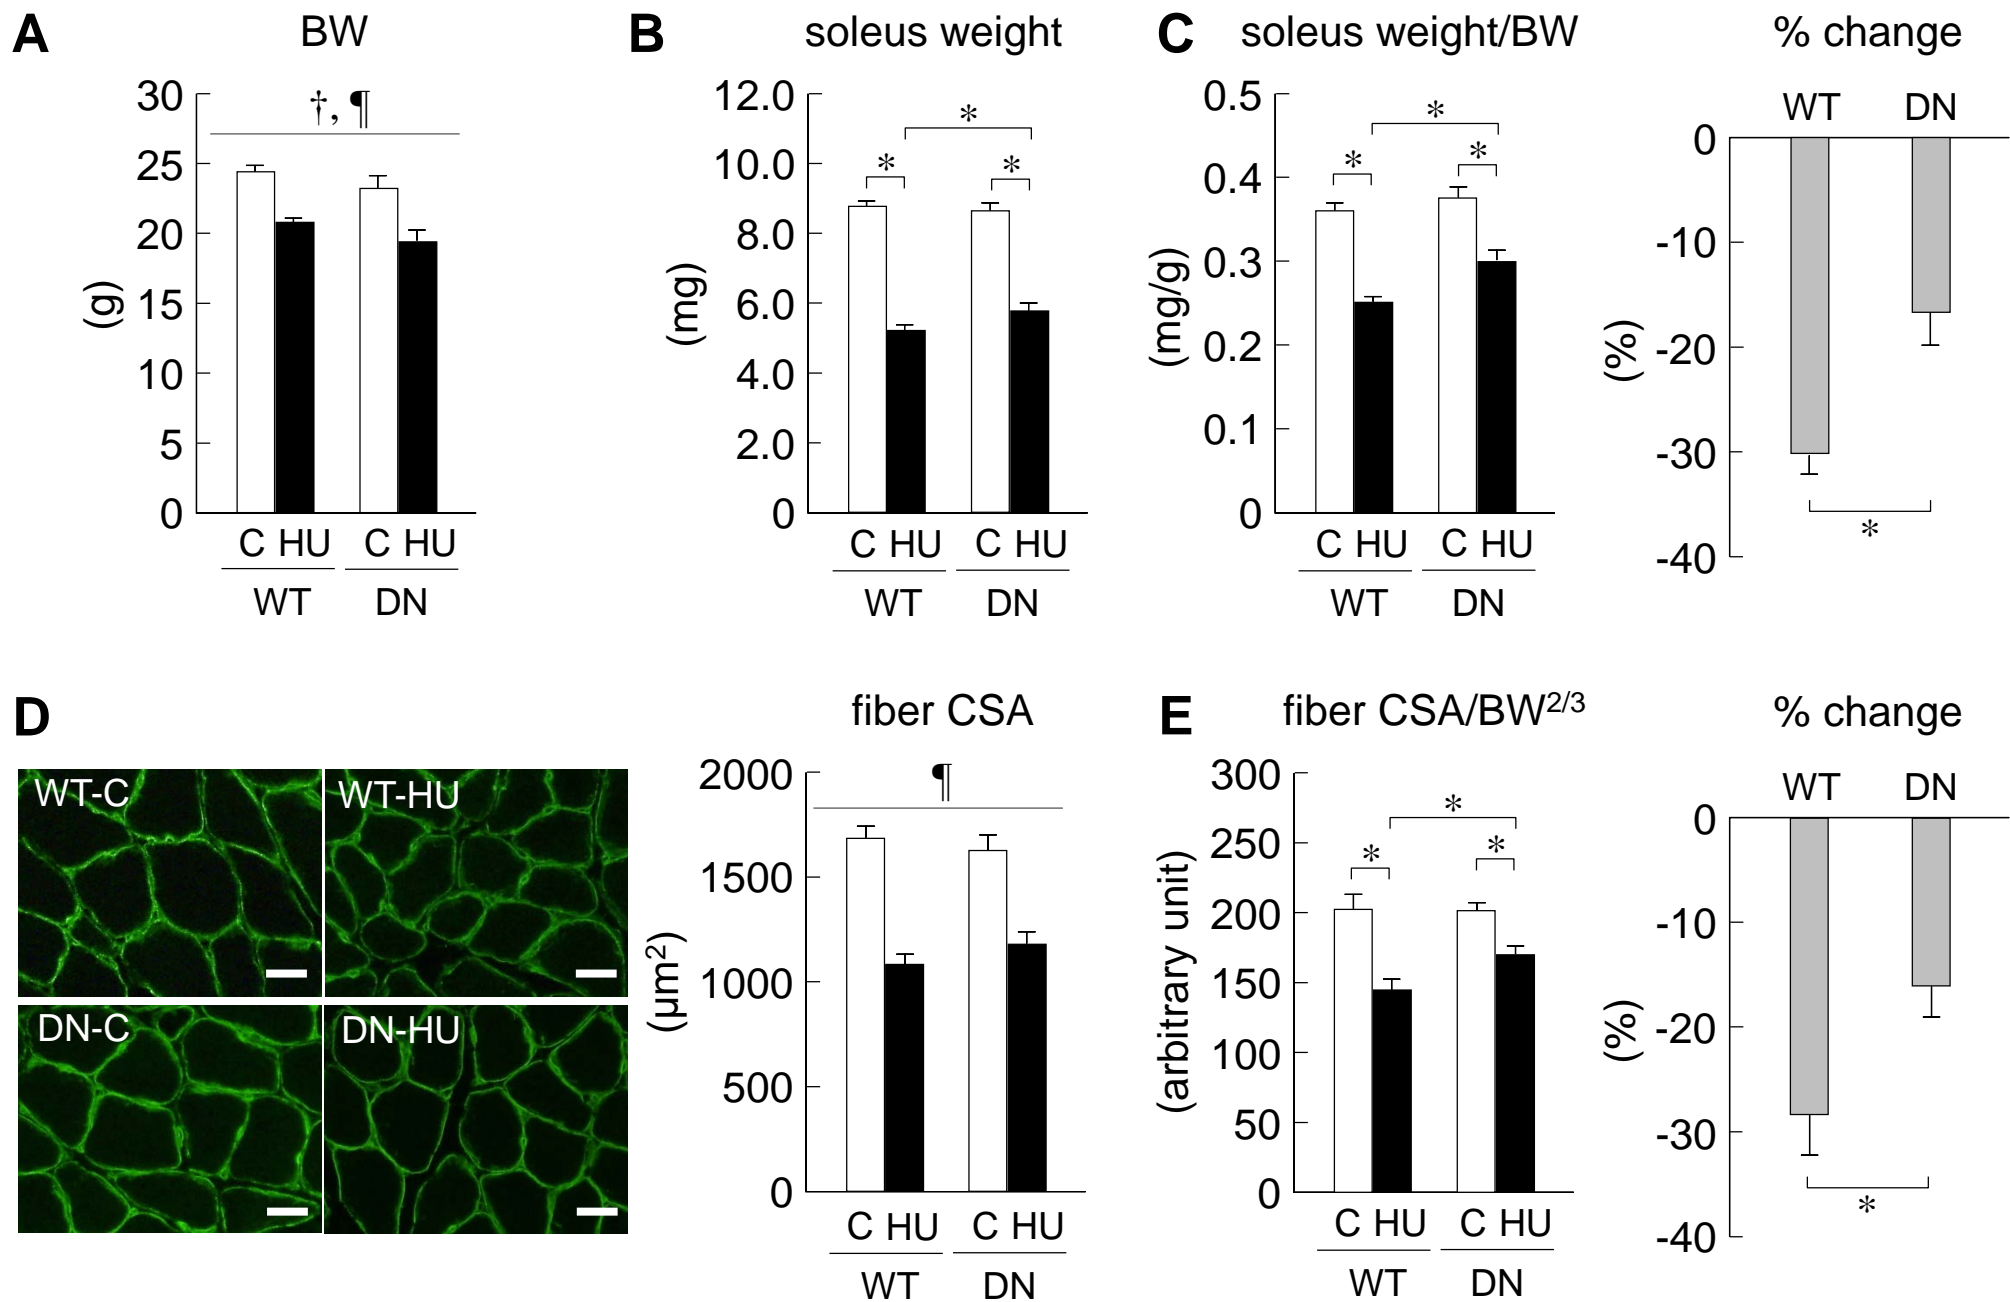 A BW
30
25
20
15
10
5
0
(g)
†, ¶
C HU C HU
WT DN
B soleus weight
12.0
10.0
8.0
6.0
4.0
2.0
0
(mg)
*
* *
C HU C HU
WT DN
C soleus weight/BW
0.5
0.4
0.3
0.2
0.1
0
(mg/g)
*
* *
C HU C HU
WT DN
% change
WT DN
0
-10
-20
-30
-40
(%)
*
D
WT-C WT-HU
DN-C DN-HU
fiber CSA
2000
1500
1000
500
0
(μm²)
¶
C HU C HU
WT DN
E fiber CSA/BW²/³
300
250
200
150
100
50
0
(arbitrary unit)
*
* *
C HU C HU
WT DN
% change
WT DN
0
-10
-20
-30
-40
(%)
*